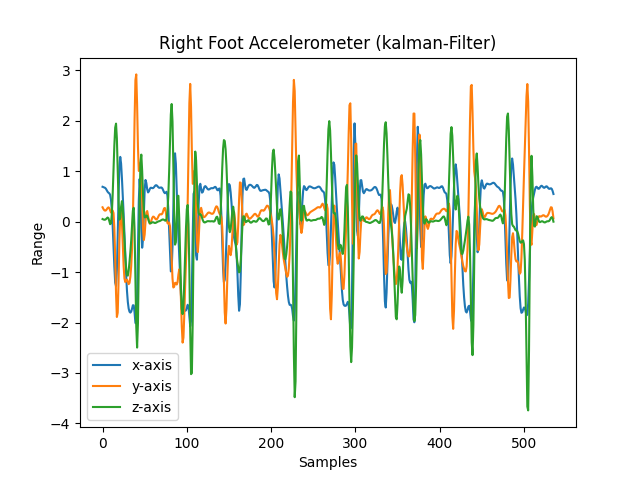 Right Foot Accelerometer (kalman-Filter)
3
2
1
0
−1
−2
−3
−4
Range
x-axis
y-axis
z-axis
0 100 200 300 400 500
Samples